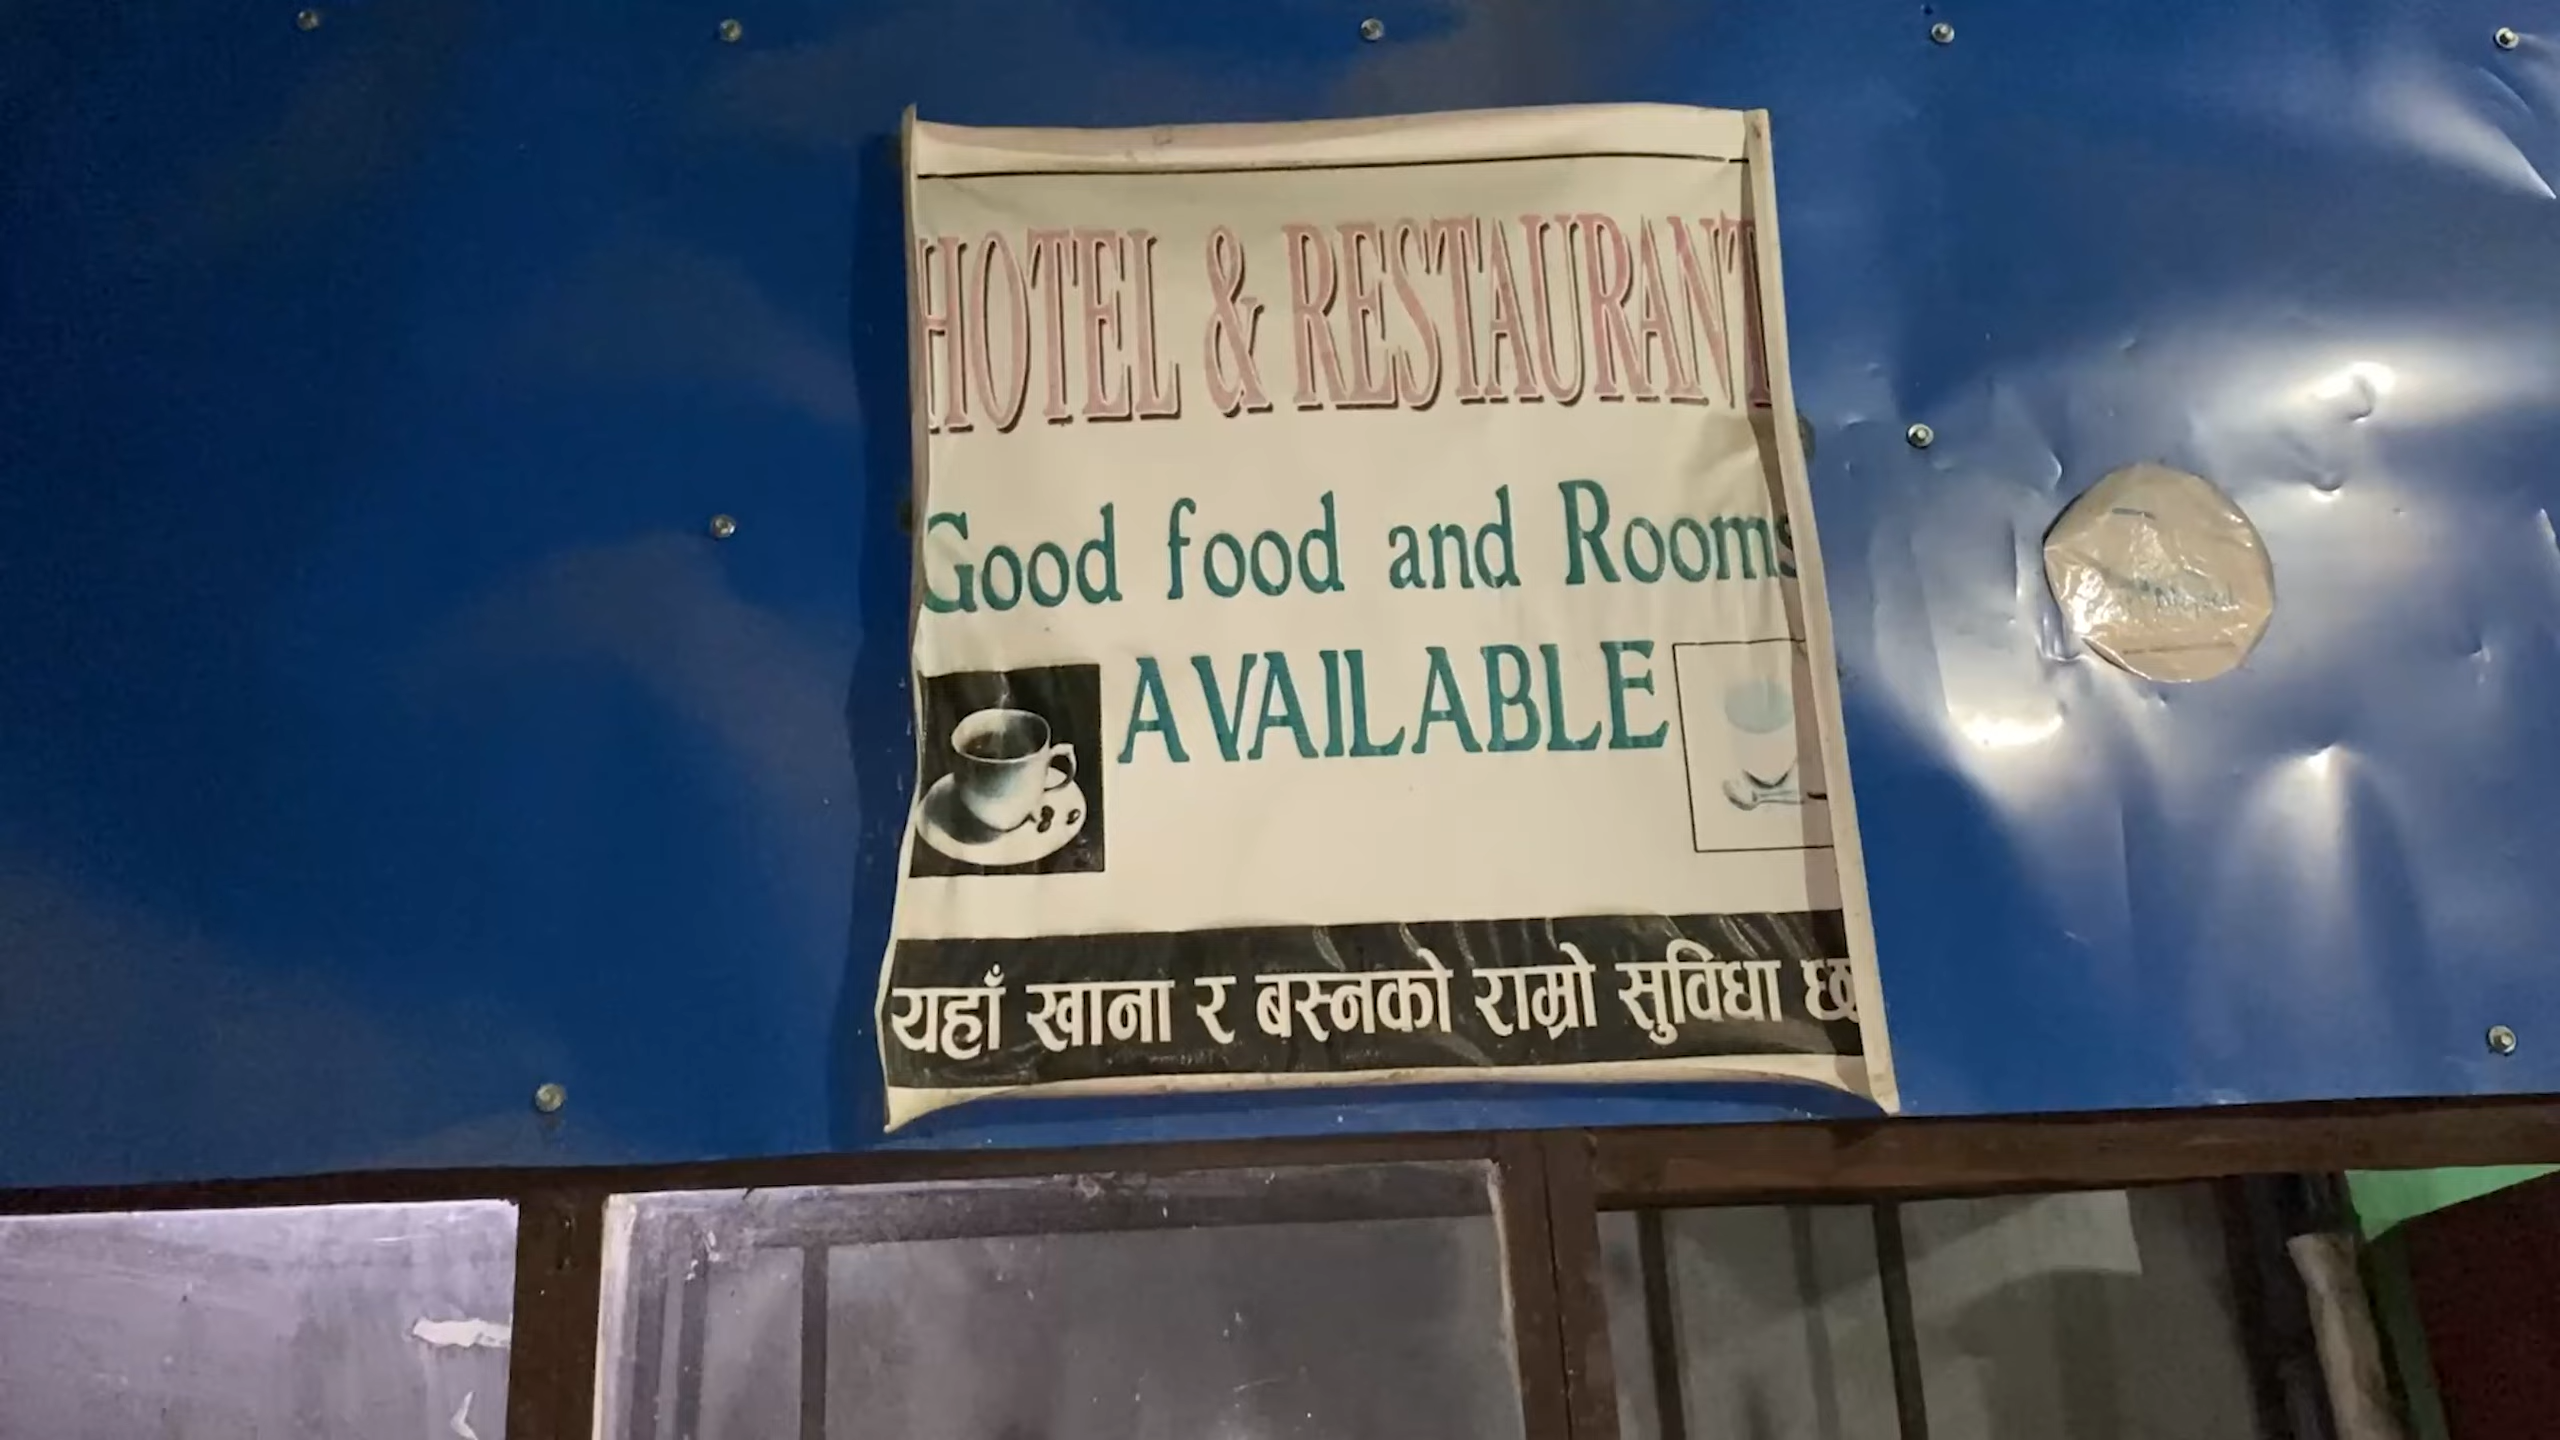 HOTEL & RESTAURANT
Good food and Rooms
AVAILABLE
यहाँ खाना र बस्नको राम्रो सुविधा छ